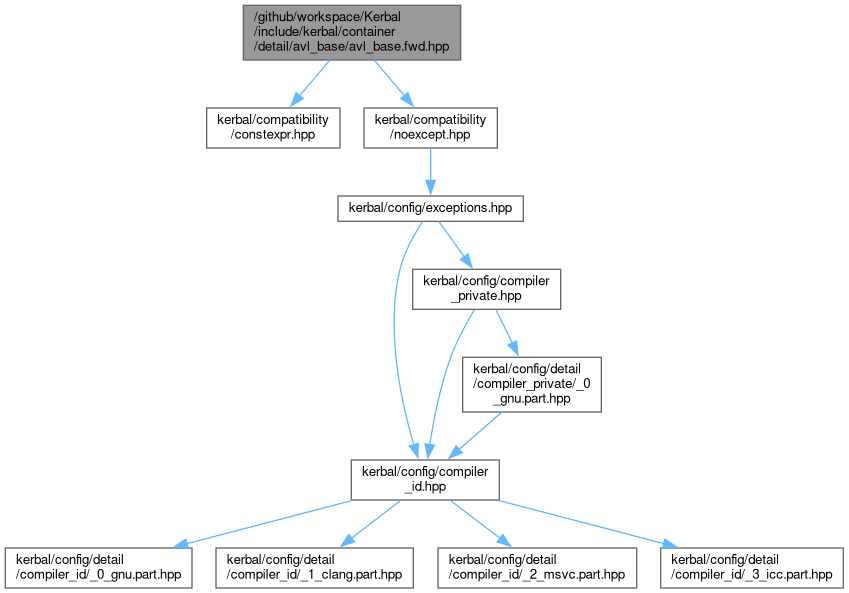 /github/workspace/Kerbal
/include/kerbal/container
/detail/avl_base/avl_base.fwd.hpp
kerbal/compatibility
/constexpr.hpp
kerbal/compatibility
/noexcept.hpp
kerbal/config/exceptions.hpp
kerbal/config/compiler
_private.hpp
kerbal/config/detail
/compiler_private/_0
_gnu.part.hpp
kerbal/config/compiler
_id.hpp
kerbal/config/detail
/compiler_id/_0_gnu.part.hpp
kerbal/config/detail
/compiler_id/_1_clang.part.hpp
kerbal/config/detail
/compiler_id/_2_msvc.part.hpp
kerbal/config/detail
/compiler_id/_3_icc.part.hpp